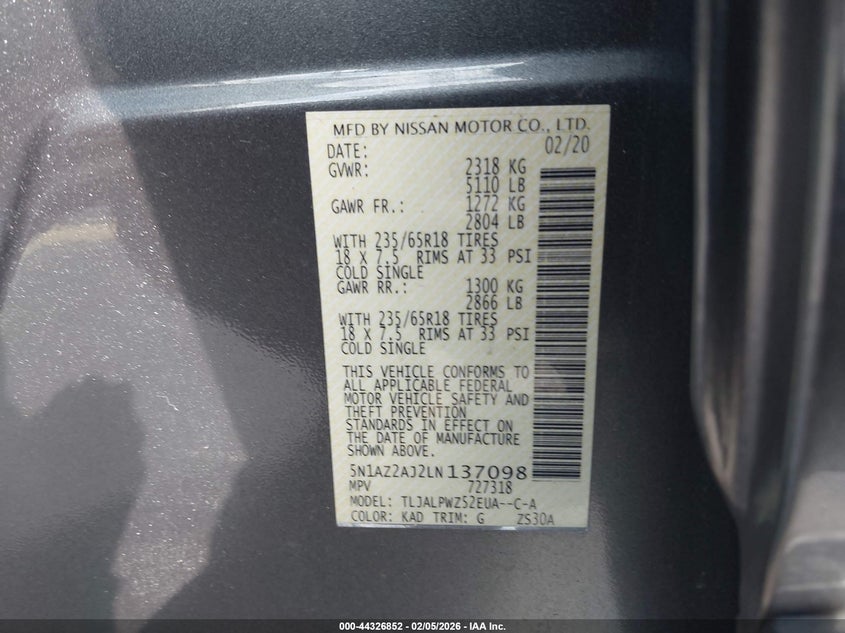 MFD BY NISSAN MOTOR CO., LTD.
DATE: 02/20
GVWR: 2318 KG
5110 LB
GAWR FR.: 1272 KG
2804 LB
WITH 235/65R18 TIRES
18 X 7.5 RIMS AT 33 PSI
COLD SINGLE
GAWR RR.: 1300 KG
2866 LB
WITH 235/65R18 TIRES
18 X 7.5 RIMS AT 33 PSI
COLD SINGLE
THIS VEHICLE CONFORMS TO
ALL APPLICABLE FEDERAL
MOTOR VEHICLE SAFETY AND
THEFT PREVENTION
STANDARDS IN EFFECT ON
THE DATE OF MANUFACTURE
SHOWN ABOVE.
5N1AZ2AJ2LN137098
MPV 727318
MODEL: TLJALPWZ52EUA--C-A
COLOR: KAD TRIM: G ZS30A
000-44326852 - 02/05/2026 - IAA Inc.